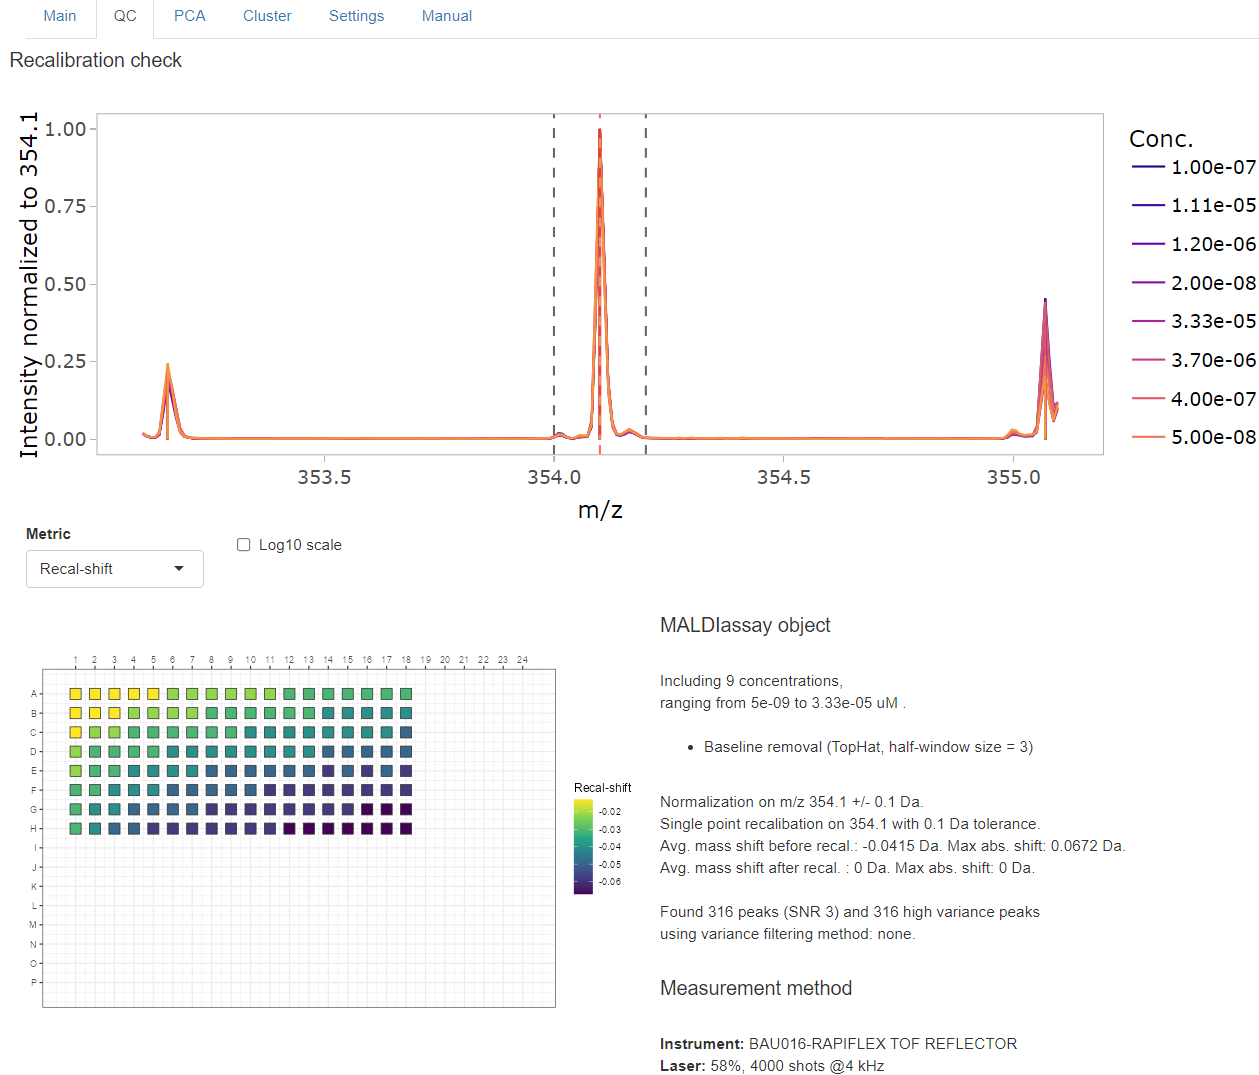 Main QC PCA Cluster Settings Manual
Recalibration check
Intensity normalized to 354.1
1.00
0.75
0.50
0.25
0.00
353.5 354.0 354.5 355.0
m/z
Conc.
1.00e-07
1.11e-05
1.20e-06
2.00e-08
3.33e-05
3.70e-06
4.00e-07
5.00e-08
Metric
Recal-shift
Log10 scale
1 2 3 4 5 6 7 8 9 10 11 12 13 14 15 16 17 18 19 20 21 22 23 24
A
B
C
D
E
F
G
H
I
J
K
L
M
N
O
P
Recal-shift
-0.02
-0.03
-0.04
-0.05
-0.06
MALDIassay object
Including 9 concentrations,
ranging from 5e-09 to 3.33e-05 uM .
• Baseline removal (TopHat, half-window size = 3)
Normalization on m/z 354.1 +/- 0.1 Da.
Single point recalibation on 354.1 with 0.1 Da tolerance.
Avg. mass shift before recal.: -0.0415 Da. Max abs. shift: 0.0672 Da.
Avg. mass shift after recal. : 0 Da. Max abs. shift: 0 Da.
Found 316 peaks (SNR 3) and 316 high variance peaks
using variance filtering method: none.
Measurement method
Instrument: BAU016-RAPIFLEX TOF REFLECTOR
Laser: 58%, 4000 shots @4 kHz